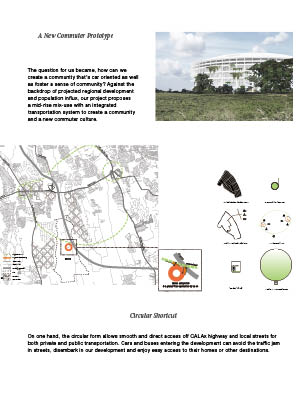 A New Commuter Prototype
The question for us became, how can we
create a community that's car oriented as well
as foster a sense of community? Against the
backdrop of projected regional development
and population influx, our project proposes
a mid-rise mix-use with an integrated
transportation system to create a community
and a new commuter culture.
Circular Shortcut
On one hand, the circular form allows smooth and direct access off CALAx highway and local streets for
both private and public transportation. Cars and buses entering the development can avoid the traffic jam
in streets, disembark in our development and enjoy easy access to their homes or other destinations.